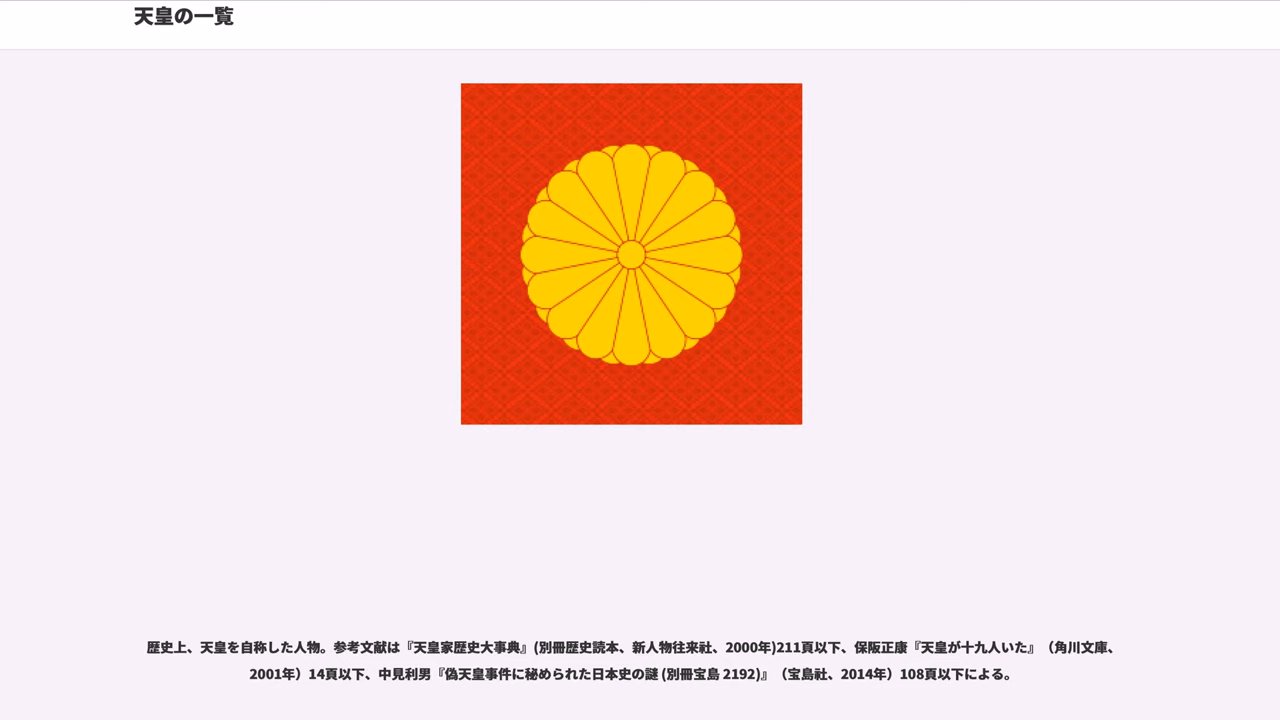 天皇の一覧
歴史上、天皇を自称した人物。参考文献は『天皇家歴史大事典』(別冊歴史読本、新人物往来社、2000年)211頁以下、保阪正康『天皇が十九人いた』（角川文庫、
2001年）14頁以下、中見利男『偽天皇事件に秘められた日本史の謎 (別冊宝島 2192)』（宝島社、2014年）108頁以下による。